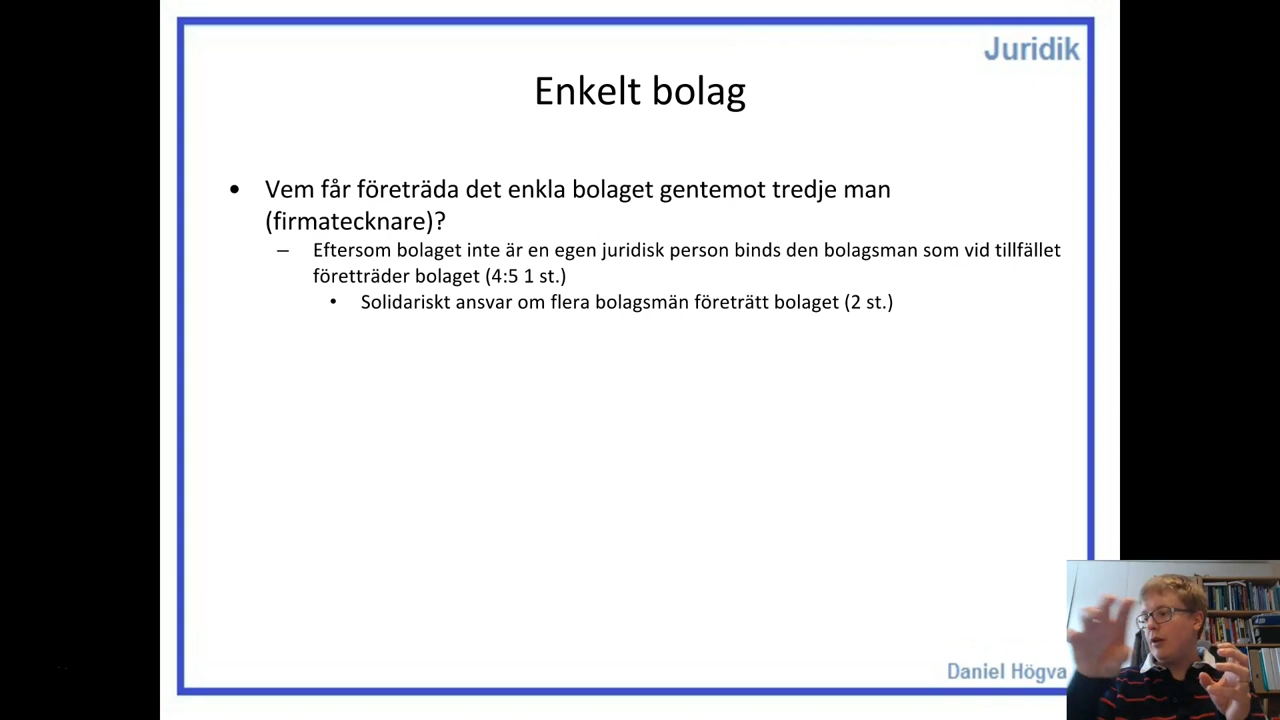 Juridik
Enkelt bolag
• Vem får företräda det enkla bolaget gentemot tredje man
(firmatecknare)?
– Eftersom bolaget inte är en egen juridisk person binds den bolagsman som vid tillfället
företträder bolaget (4:5 1 st.)
• Solidariskt ansvar om flera bolagsmän företrätt bolaget (2 st.)
Daniel Högva